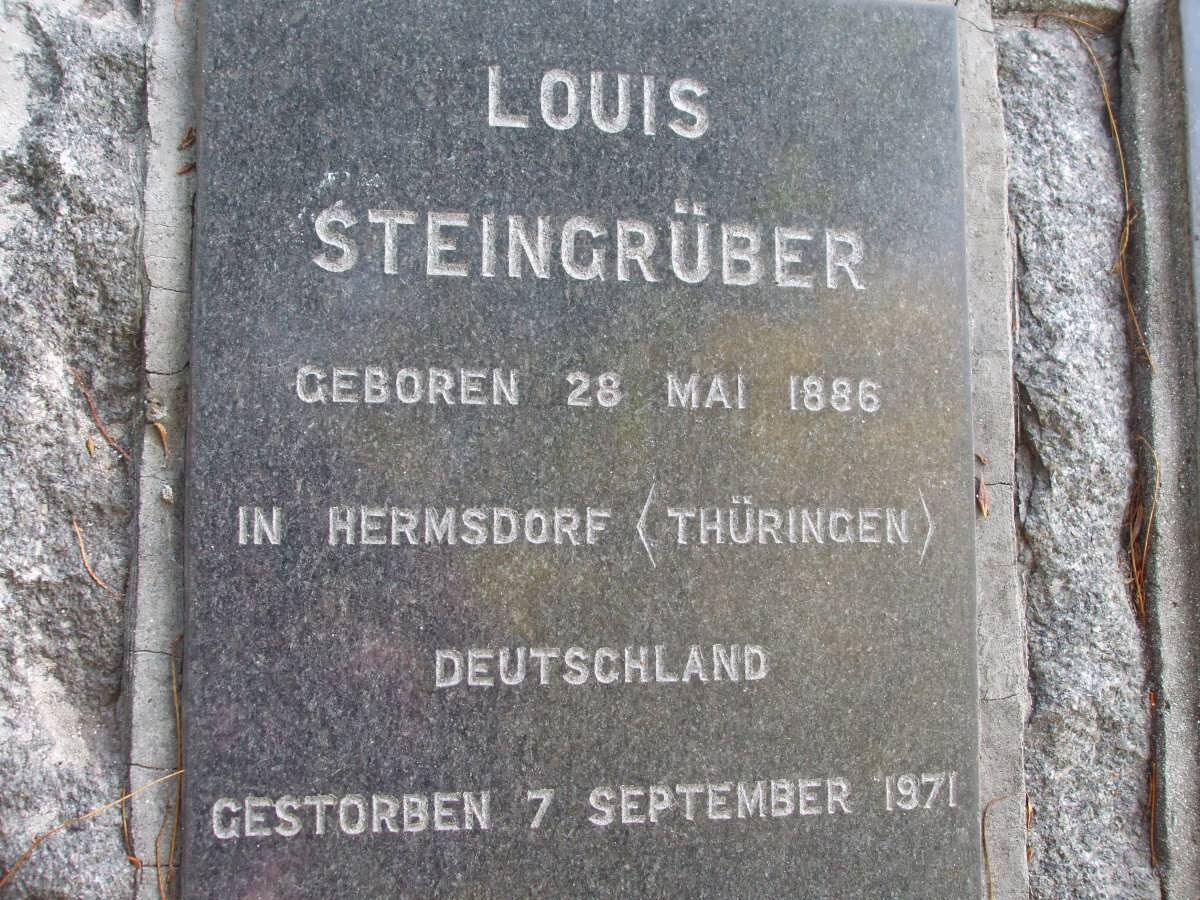 LOUIS
STEINGRÜBER
GEBOREN 28 MAI 1886
IN HERMSDORF ⟨THÜRINGEN⟩
DEUTSCHLAND
GESTORBEN 7 SEPTEMBER 1971